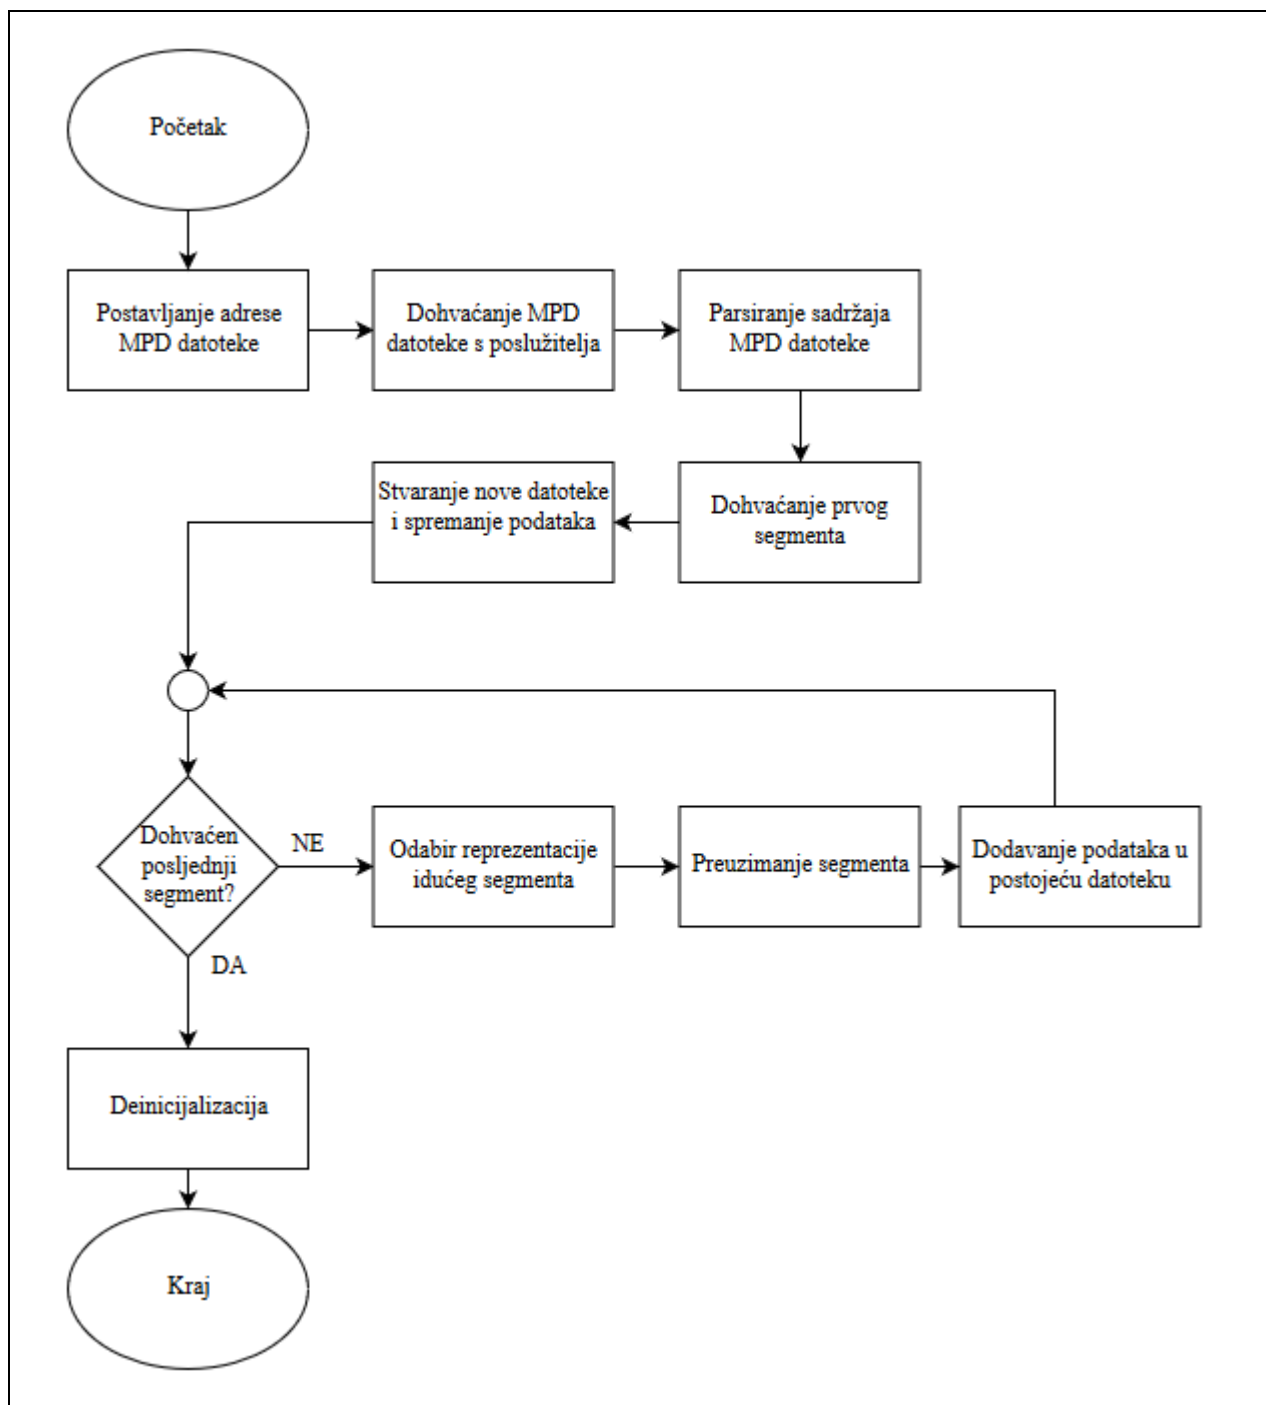 Početak
Postavljanje adrese
MPD datoteke
Dohvaćanje MPD
datoteke s poslužitelja
Parsiranje sadržaja
MPD datoteke
Dohvaćanje prvog
segmenta
Stvaranje nove datoteke
i spremanje podataka
Dohvaćen
posljednji
segment?
NE
Odabir reprezentacije
idućeg segmenta
Preuzimanje segmenta
Dodavanje podataka u
postojeću datoteku
DA
Deinicijalizacija
Kraj